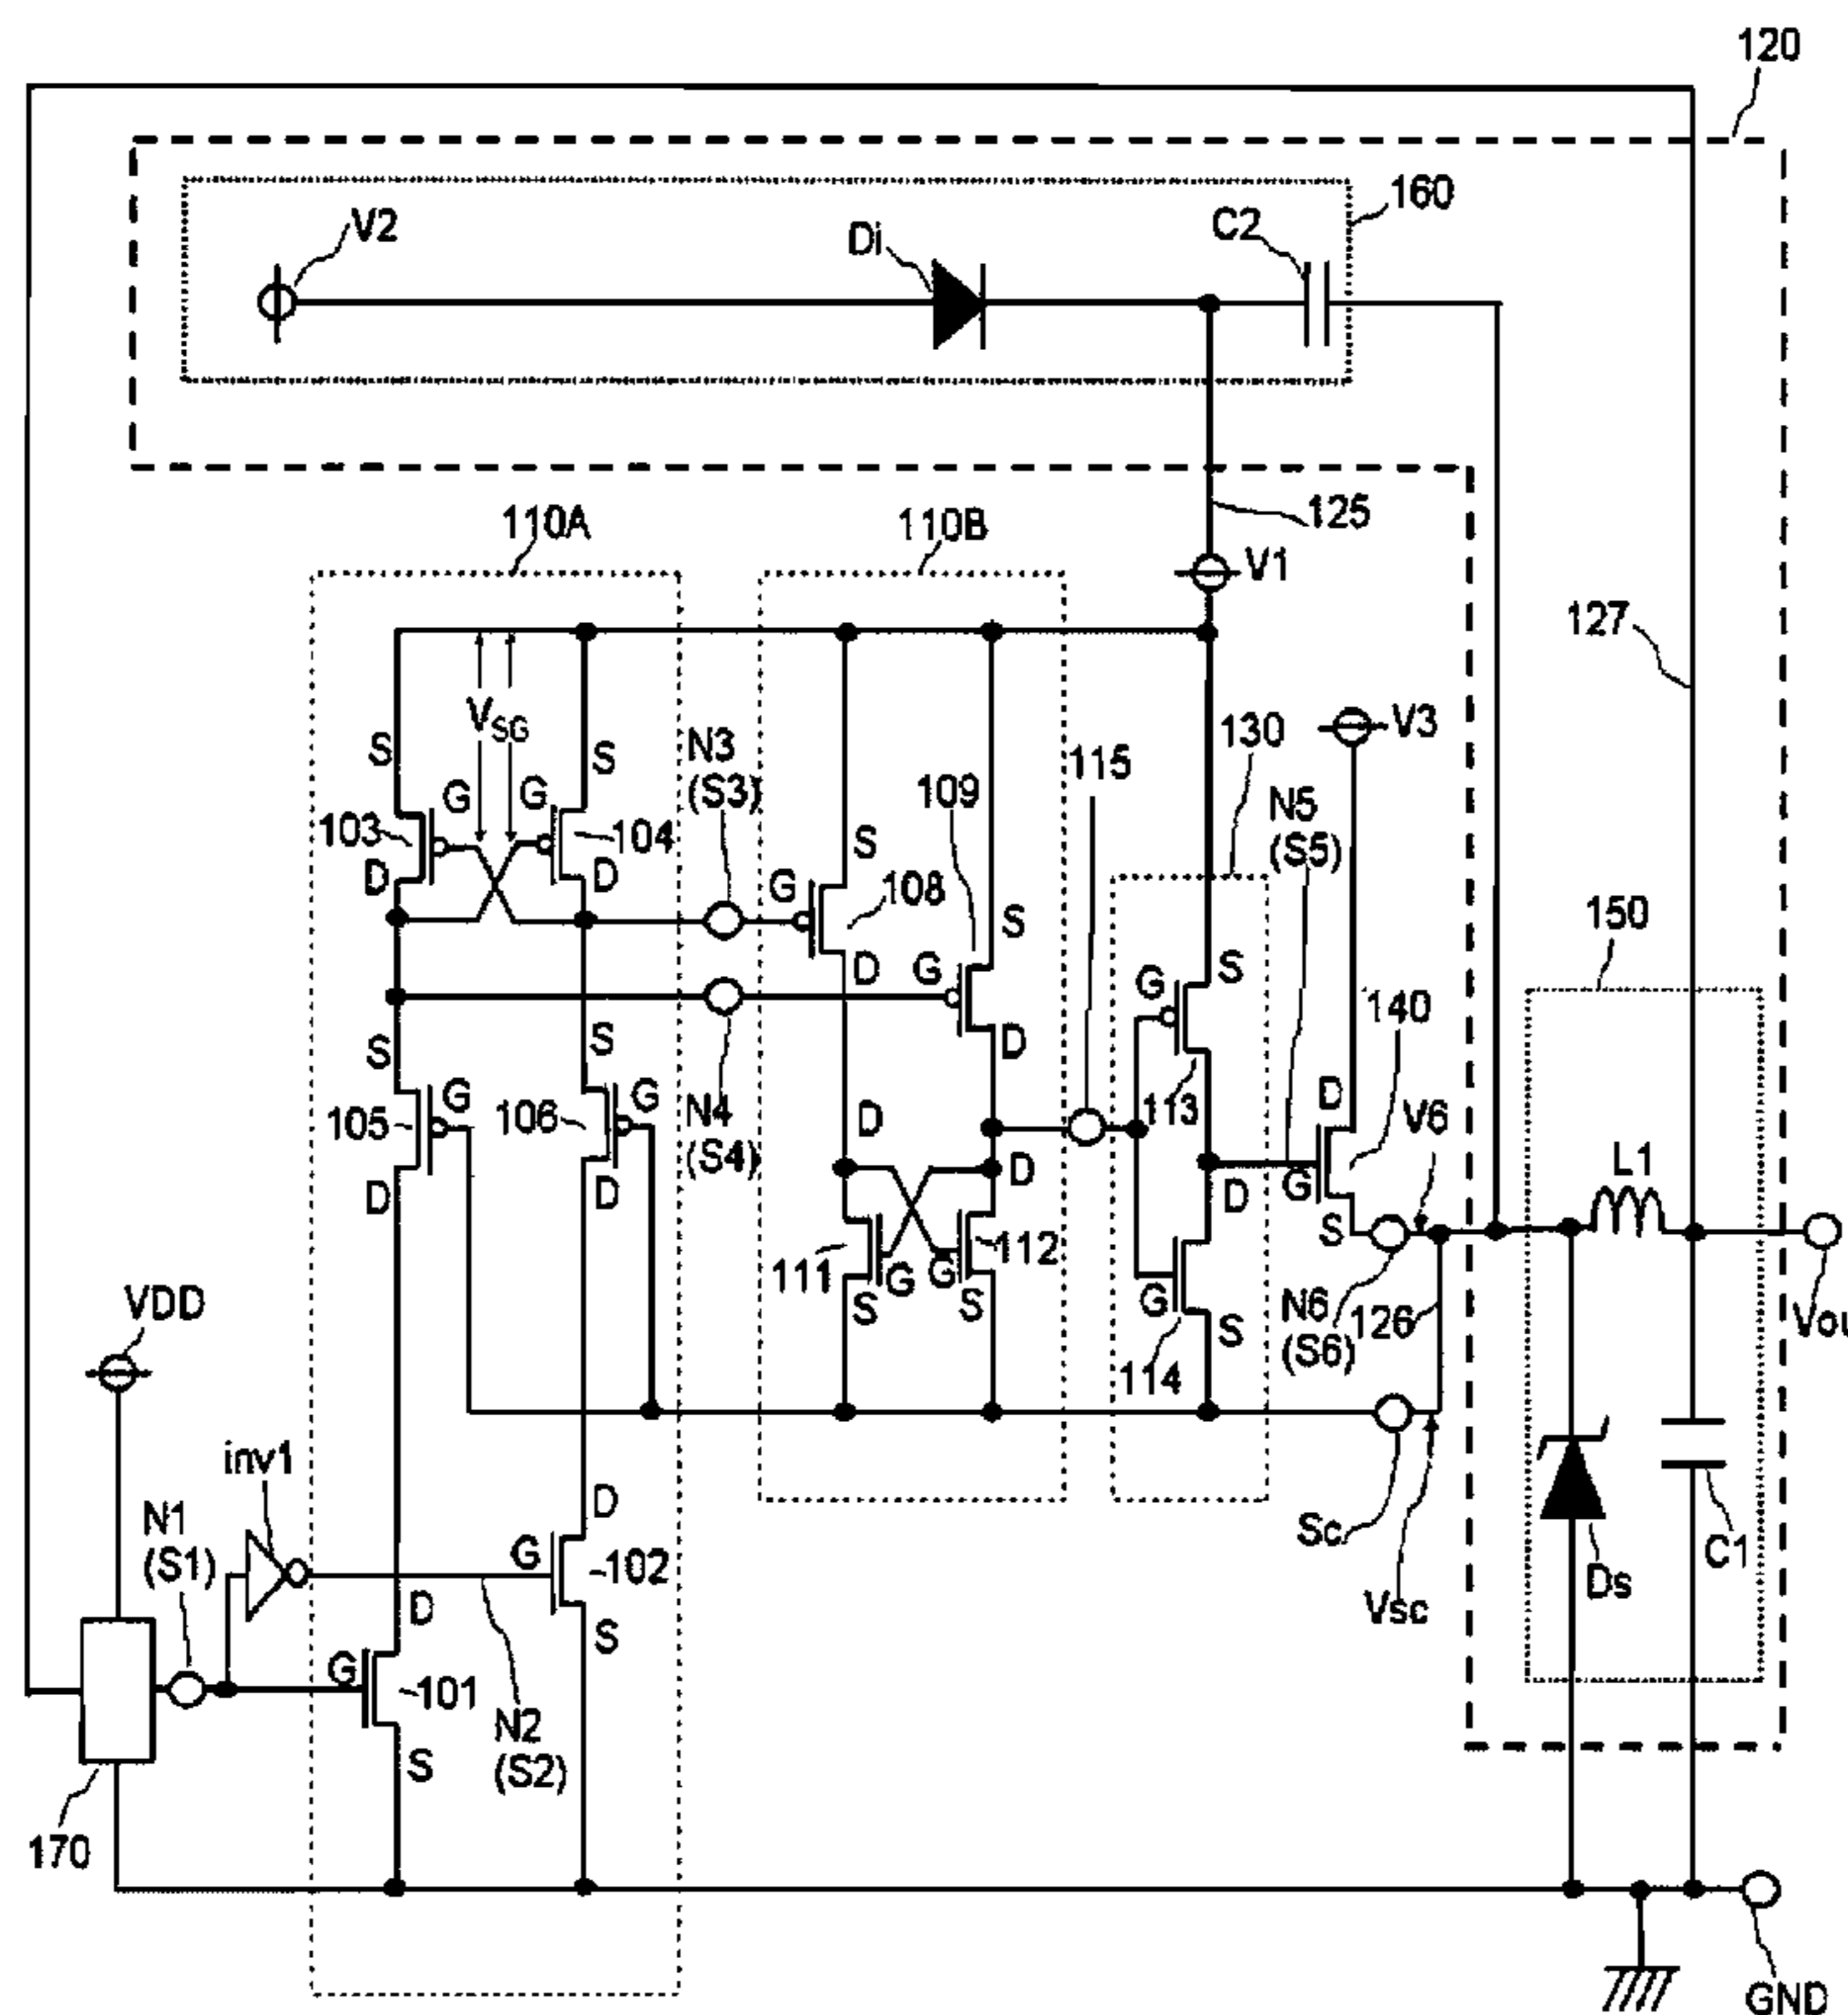 120
V2
Di
C2
160
125
110A
110B
V1
127
VSG
V3
S
S
N3
(S3)
115
130
G
G
103
104
109
N5
(S5)
S
D
D
G
108
S
150
D
G
G
S
140
D
S
S
113
D
V6
105
G
106
G
N4
(S4)
D
D
L1
D
D
D
G
111
G
G
112
S
S
S
N6
(S6)
126
G
S
114
VDD
Vou
inv1
N1
(S1)
D
G
102
Sc
Vsc
Ds
C1
D
S
G
101
N2
(S2)
S
170
GND